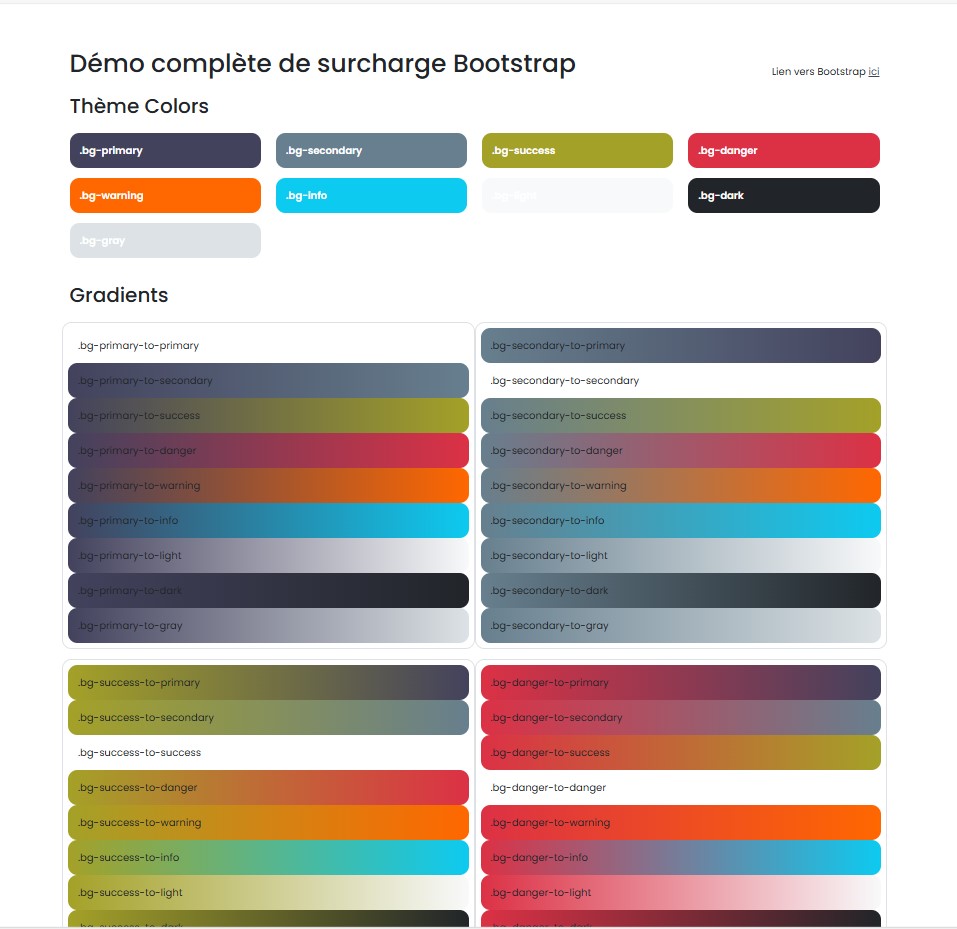 Démo complète de surcharge Bootstrap
Lien vers Bootstrap ici
Thème Colors
.bg-primary
.bg-secondary
.bg-success
.bg-danger
.bg-warning
.bg-info
.bg-light
.bg-dark
.bg-gray
Gradients
.bg-primary-to-primary
.bg-primary-to-secondary
.bg-primary-to-success
.bg-primary-to-danger
.bg-primary-to-warning
.bg-primary-to-info
.bg-primary-to-light
.bg-primary-to-dark
.bg-primary-to-gray
.bg-secondary-to-primary
.bg-secondary-to-secondary
.bg-secondary-to-success
.bg-secondary-to-danger
.bg-secondary-to-warning
.bg-secondary-to-info
.bg-secondary-to-light
.bg-secondary-to-dark
.bg-secondary-to-gray
.bg-success-to-primary
.bg-success-to-secondary
.bg-success-to-success
.bg-success-to-danger
.bg-success-to-warning
.bg-success-to-info
.bg-success-to-light
.bg-success-to-dark
.bg-danger-to-primary
.bg-danger-to-secondary
.bg-danger-to-success
.bg-danger-to-danger
.bg-danger-to-warning
.bg-danger-to-info
.bg-danger-to-light
.bg-danger-to-dark